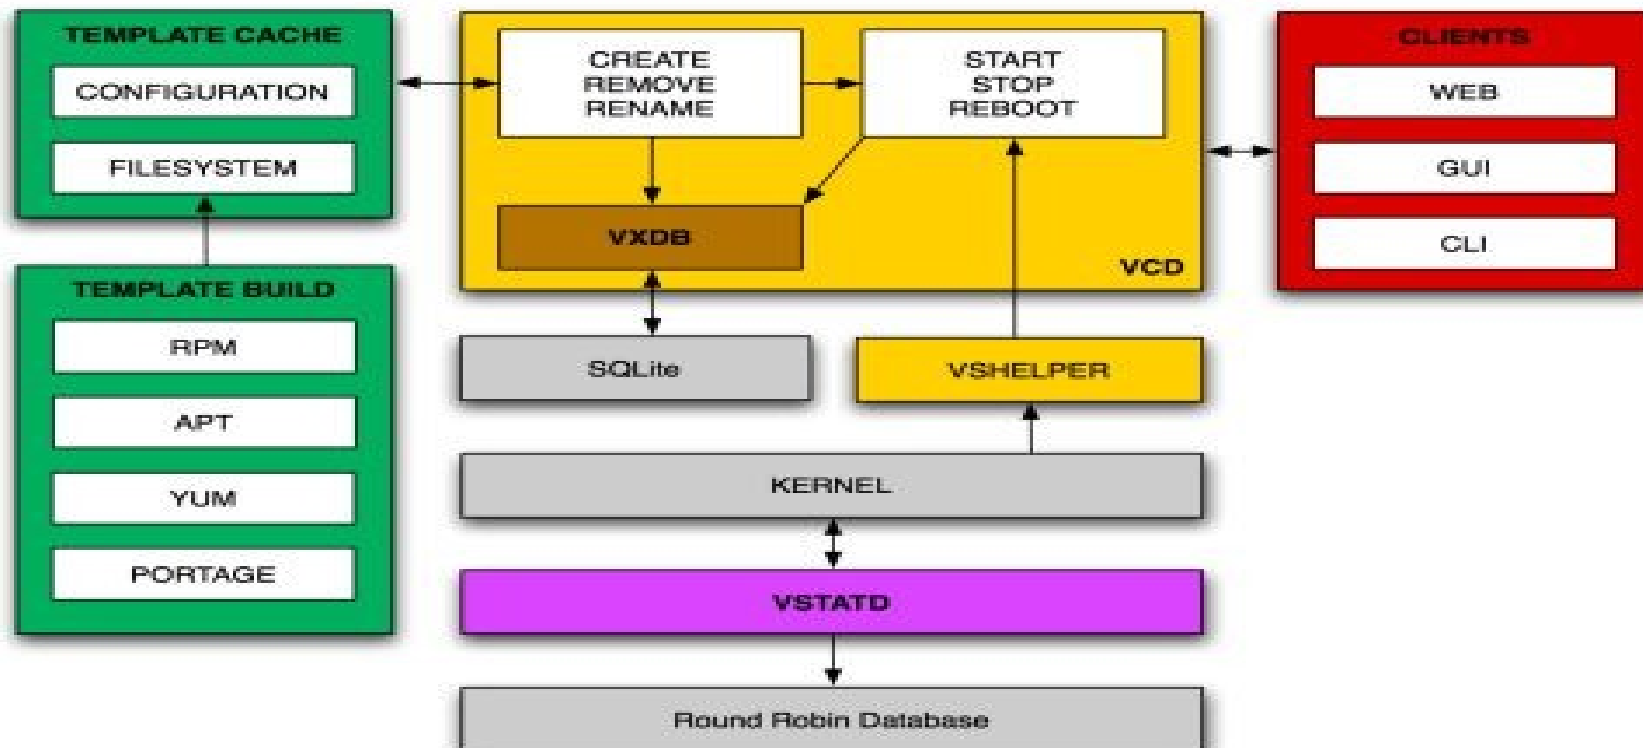 TEMPLATE CACHE
CONFIGURATION
FILESYSTEM
TEMPLATE BUILD
RPM
APT
YUM
PORTAGE
CREATE
REMOVE
RENAME
START
STOP
REBOOT
VXDB
VCD
SQLite
VSHELPER
KERNEL
VSTATD
Round Robin Database
CLIENTS
WEB
GUI
CLI